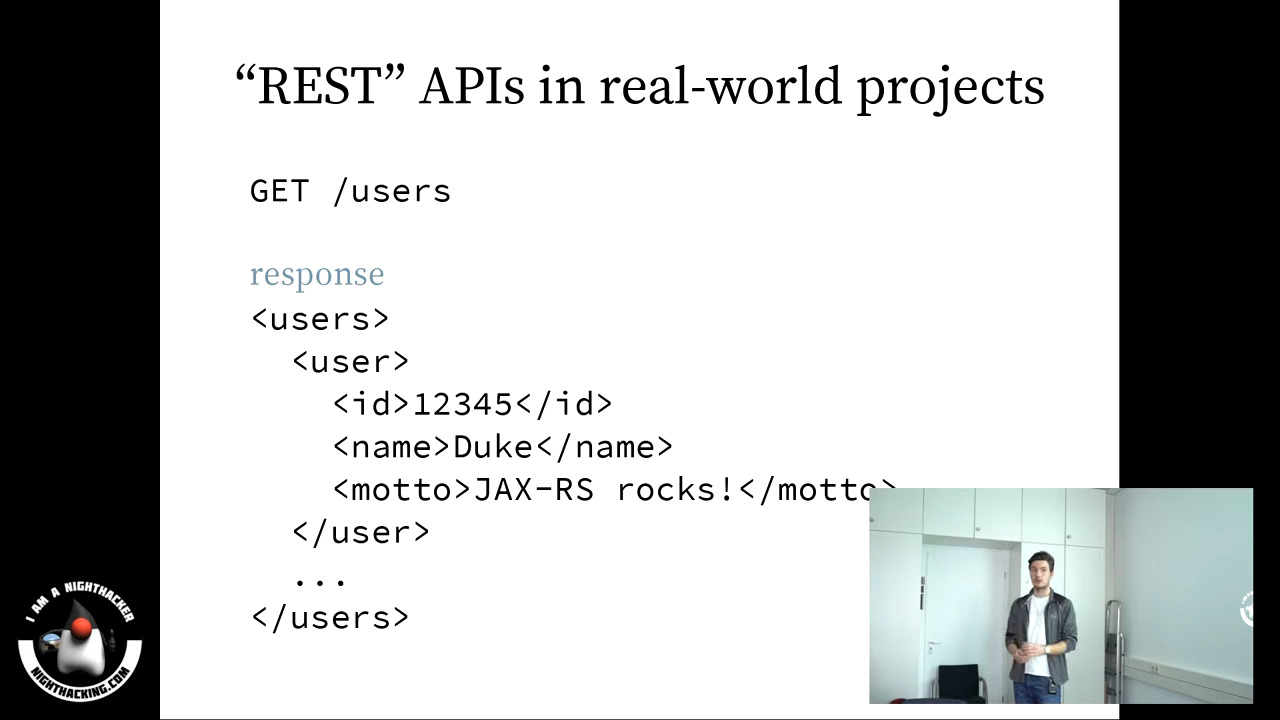 “REST” APIs in real-world projects
GET /users
response
<users>
<user>
<id>12345</id>
<name>Duke</name>
<motto>JAX-RS rocks!</motto>
</user>
...
</users>
I AM A NIGHTHACKER
NIGHTHACKING.COM